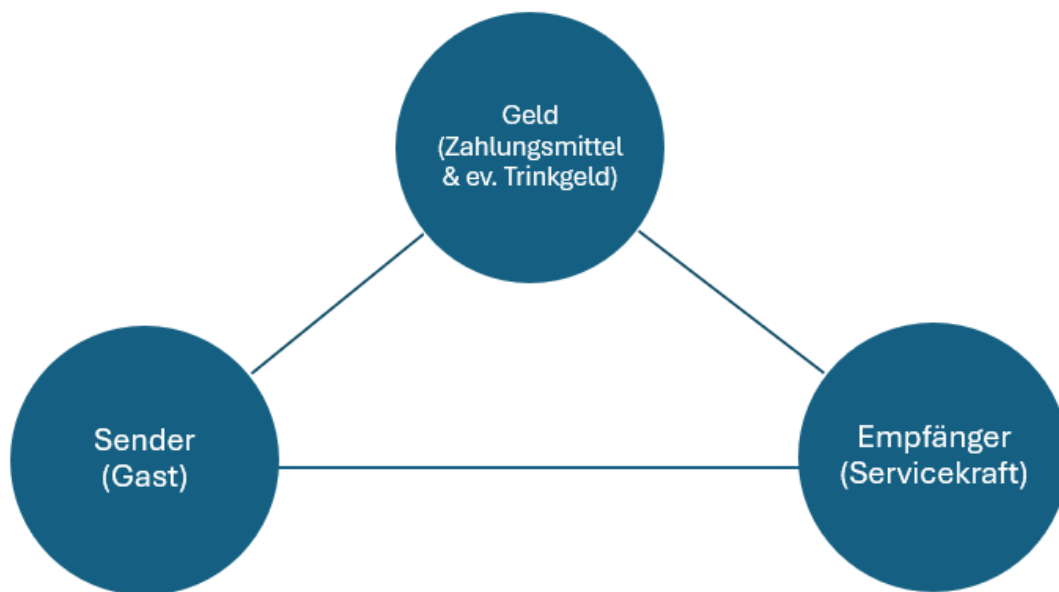 Geld
(Zahlungsmittel
& ev. Trinkgeld)
Sender
(Gast)
Empfänger
(Servicekraft)